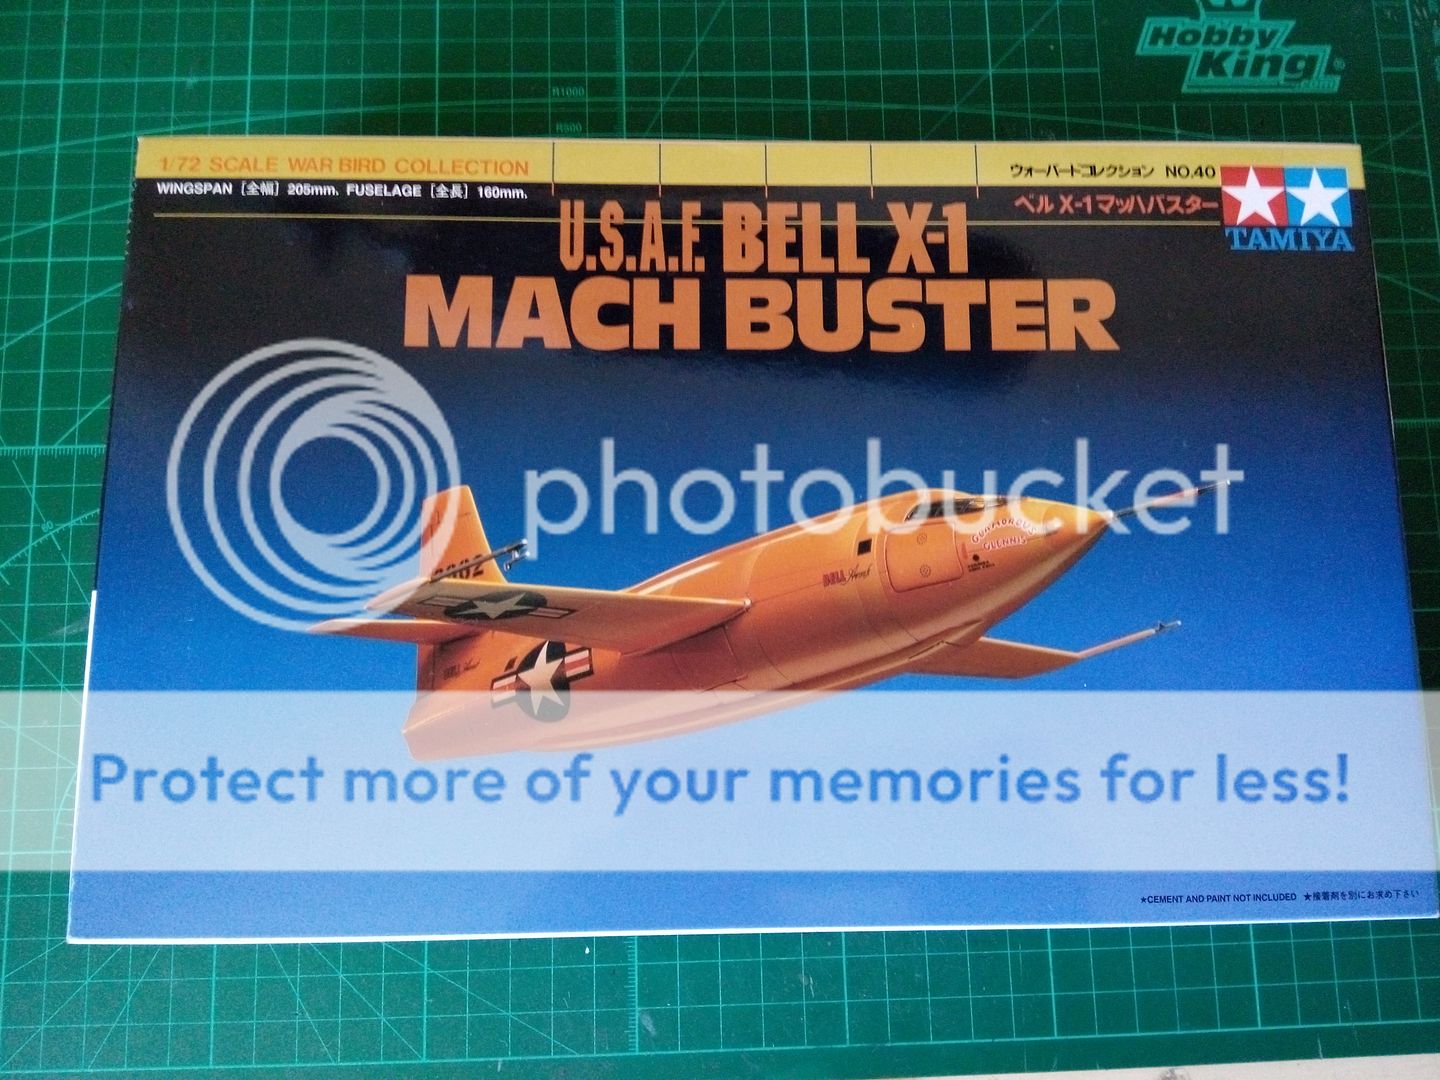 Hobby
King
.com
R1000
R500
1/72 SCALE WAR BIRD COLLECTION
ウォーバードコレクション NO.40
WINGSPAN [全幅] 205mm, FUSELAGE [全長] 160mm.
ベル X-1 マッハバスター
TAMIYA
U.S.A.F. BELL X-1
MACH BUSTER
photobucket
GLAMOROUS
GLENNIS
BELL
BELL
Protect more of your memories for less!
★CEMENT AND PAINT NOT INCLUDED ★接着剤を別にお求め下さい